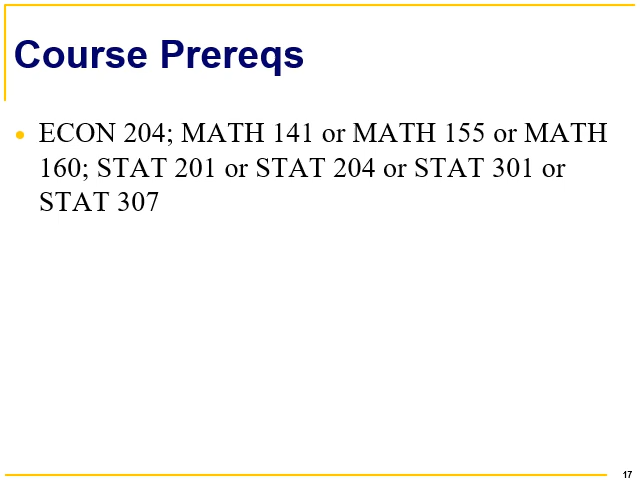 Course Prereqs
ECON 204; MATH 141 or MATH 155 or MATH
160; STAT 201 or STAT 204 or STAT 301 or
STAT 307
17